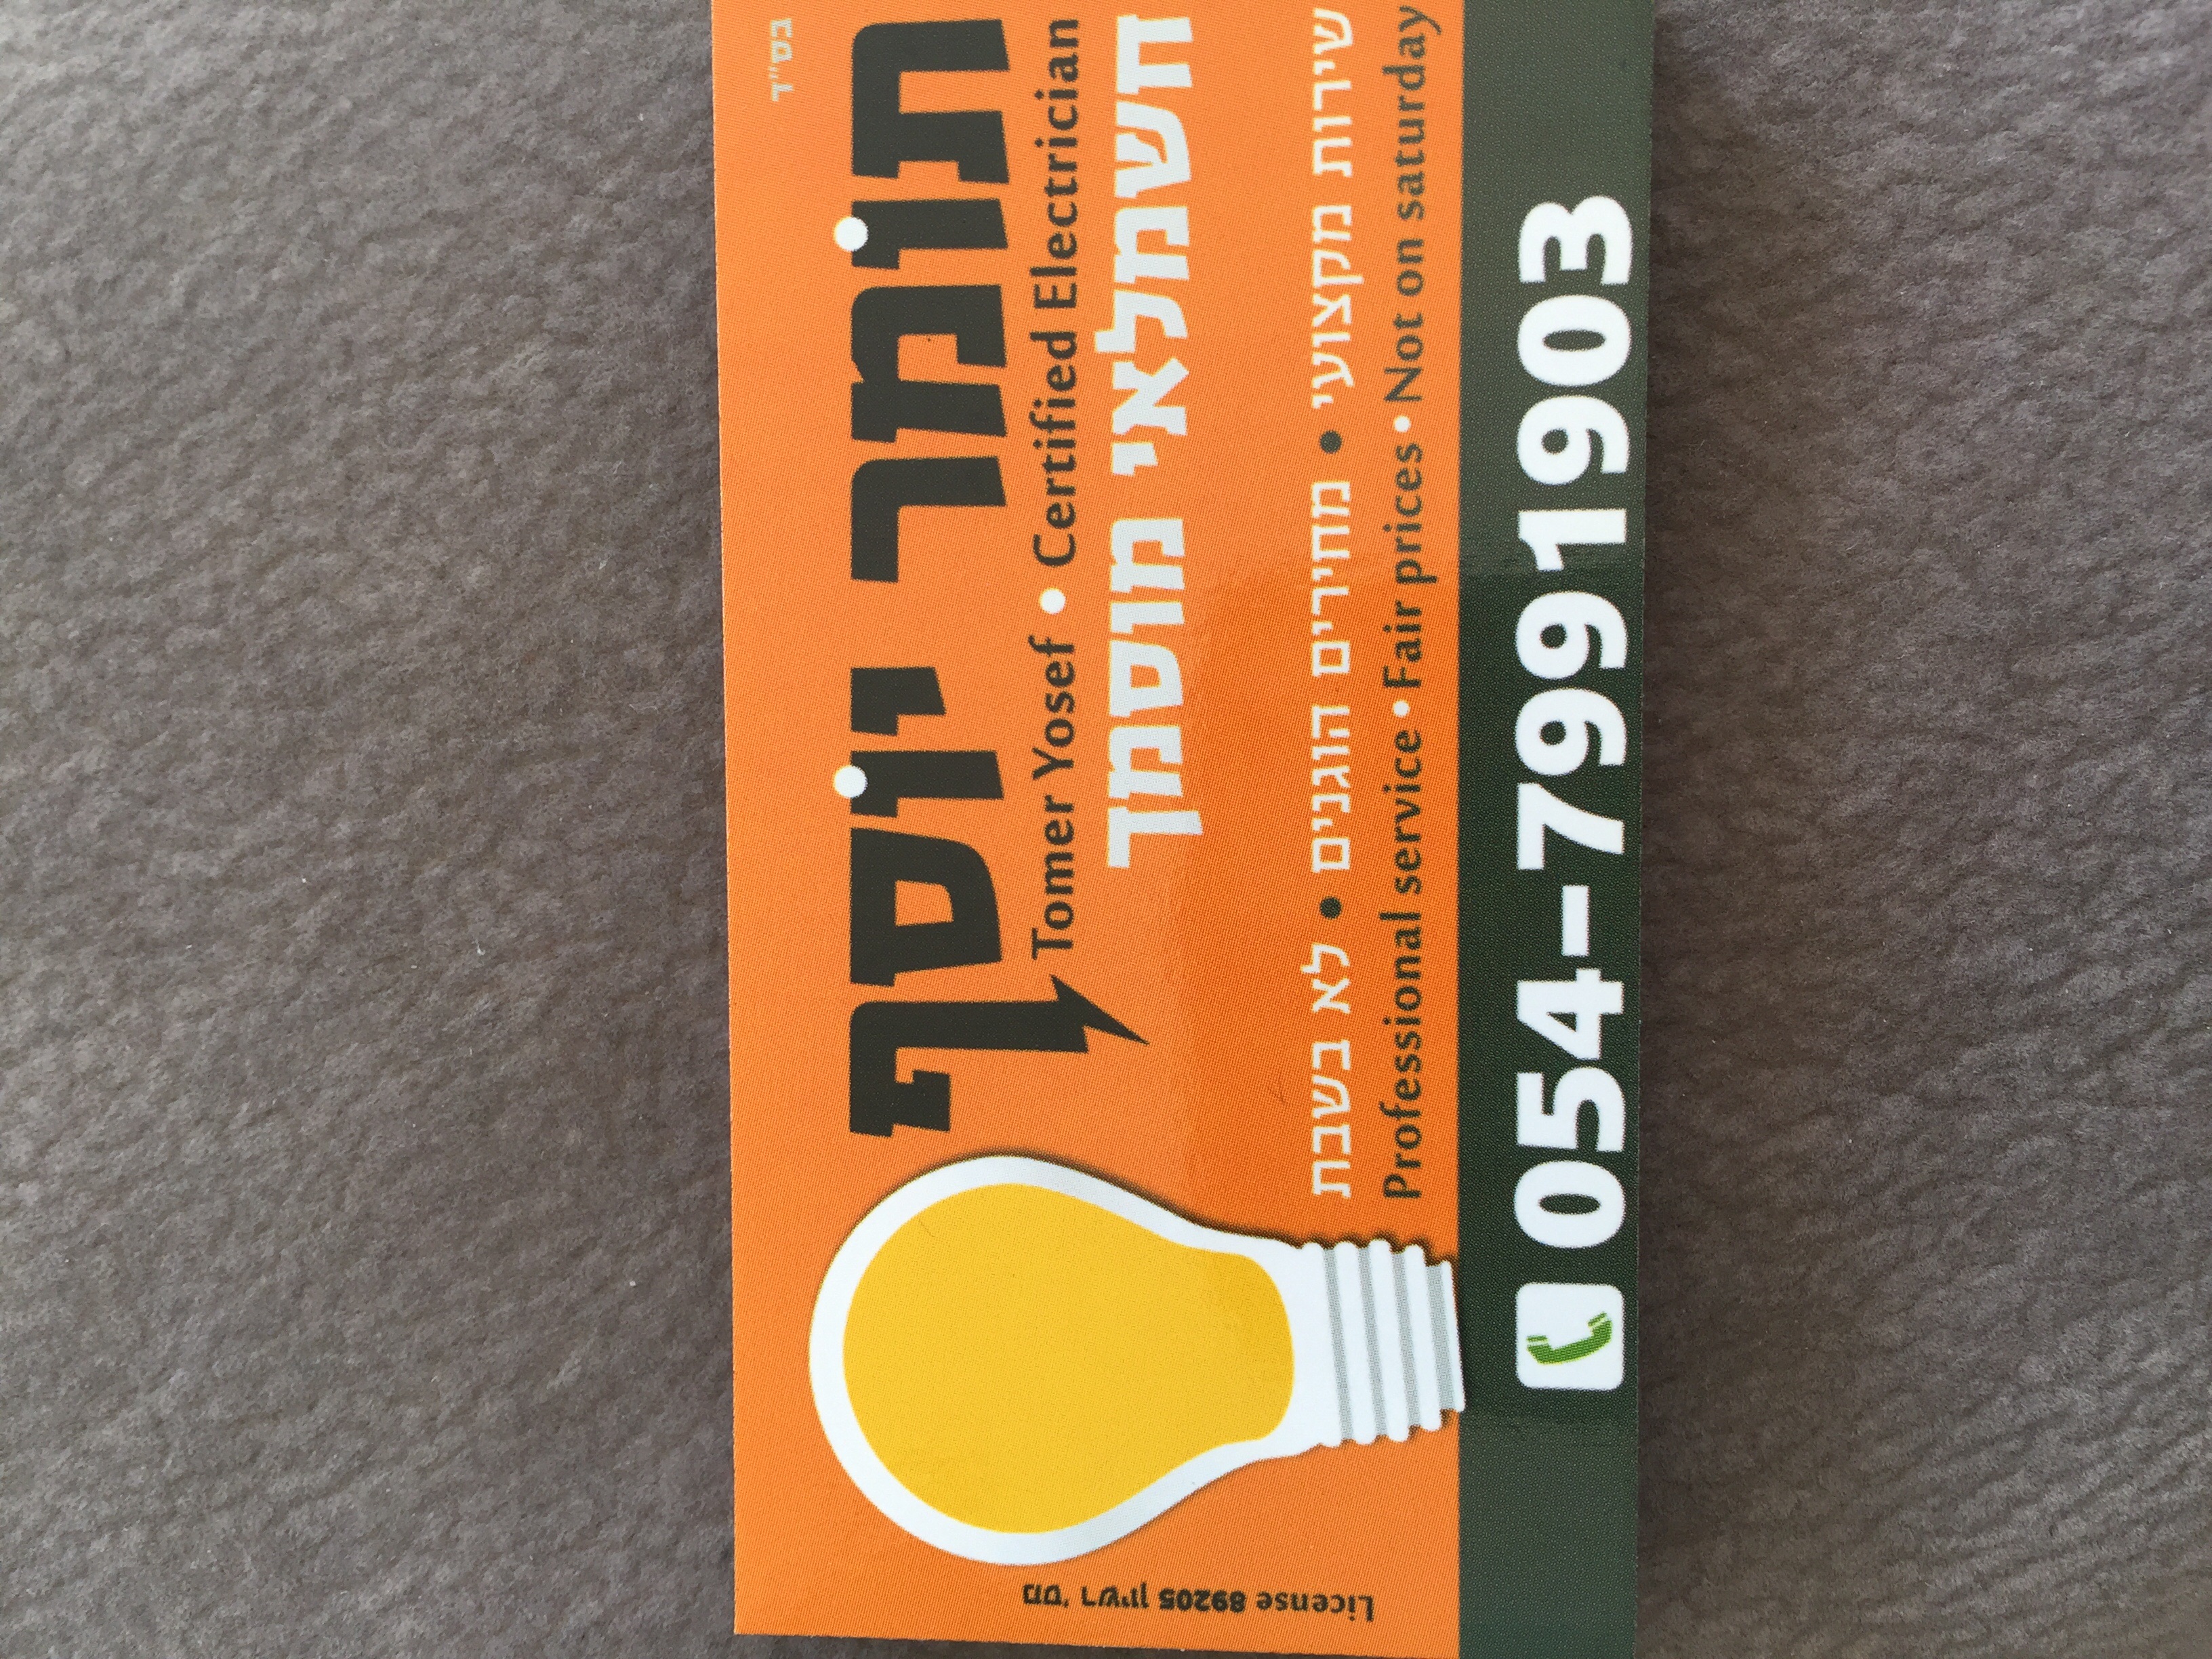 בס"ד
תומר יוסף
Tomer Yosef • Certified Electrician
חשמלאי מוסמך
שירות מקצועי • מחירים הוגנים • לא בשבת
Professional service • Fair prices • Not on saturday
054-7991903
License 89205 מס' רשיון